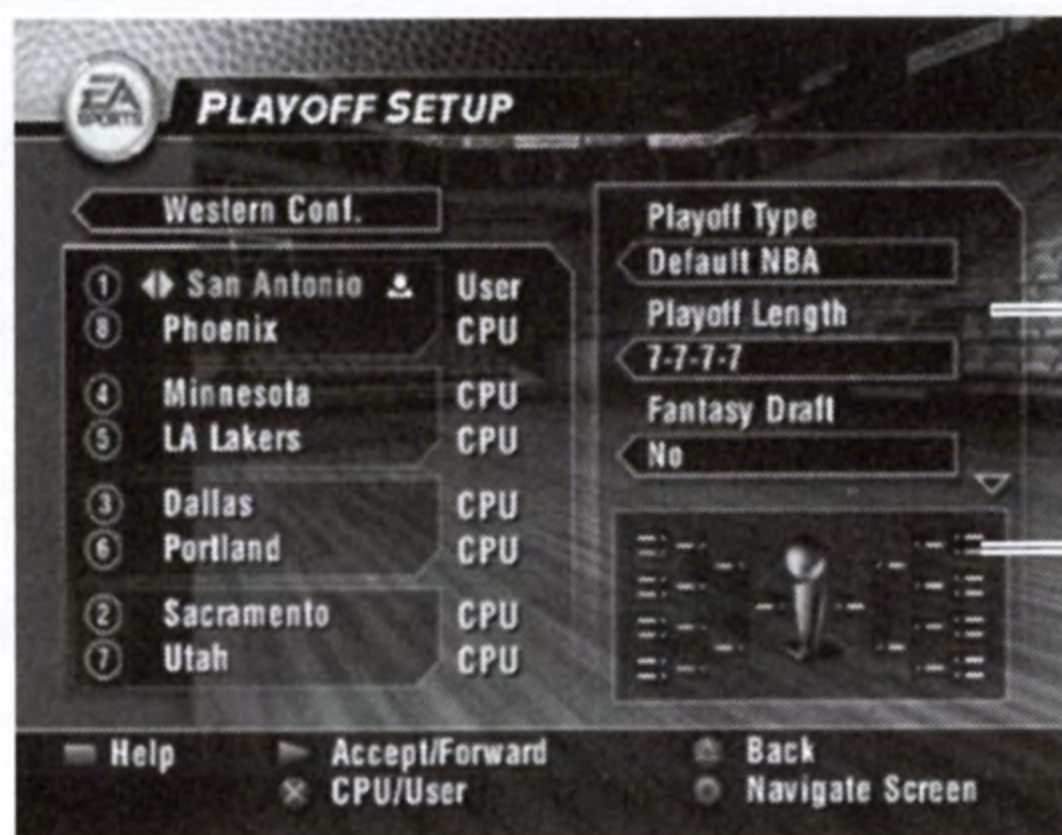 EA
SPORTS
PLAYOFF SETUP
Western Conf.
1 San Antonio User
8 Phoenix CPU
4 Minnesota CPU
5 LA Lakers CPU
3 Dallas CPU
6 Portland CPU
2 Sacramento CPU
7 Utah CPU
Playoff Type
Default NBA
Playoff Length
7-7-7-7
Fantasy Draft
No
Help Accept/Forward Back
CPU/User Navigate Screen